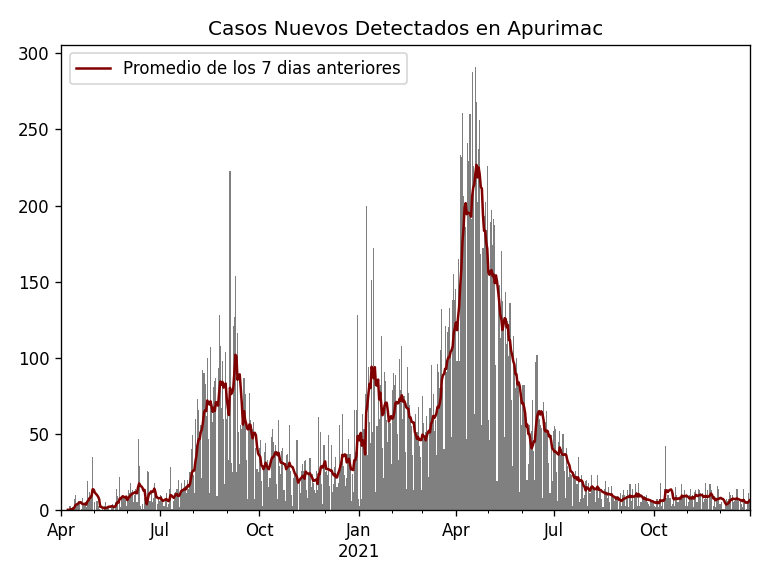 Casos Nuevos Detectados en Apurimac
Promedio de los 7 dias anteriores
300
250
200
150
100
50
0
Apr Jul Oct Jan Apr Jul Oct
2021